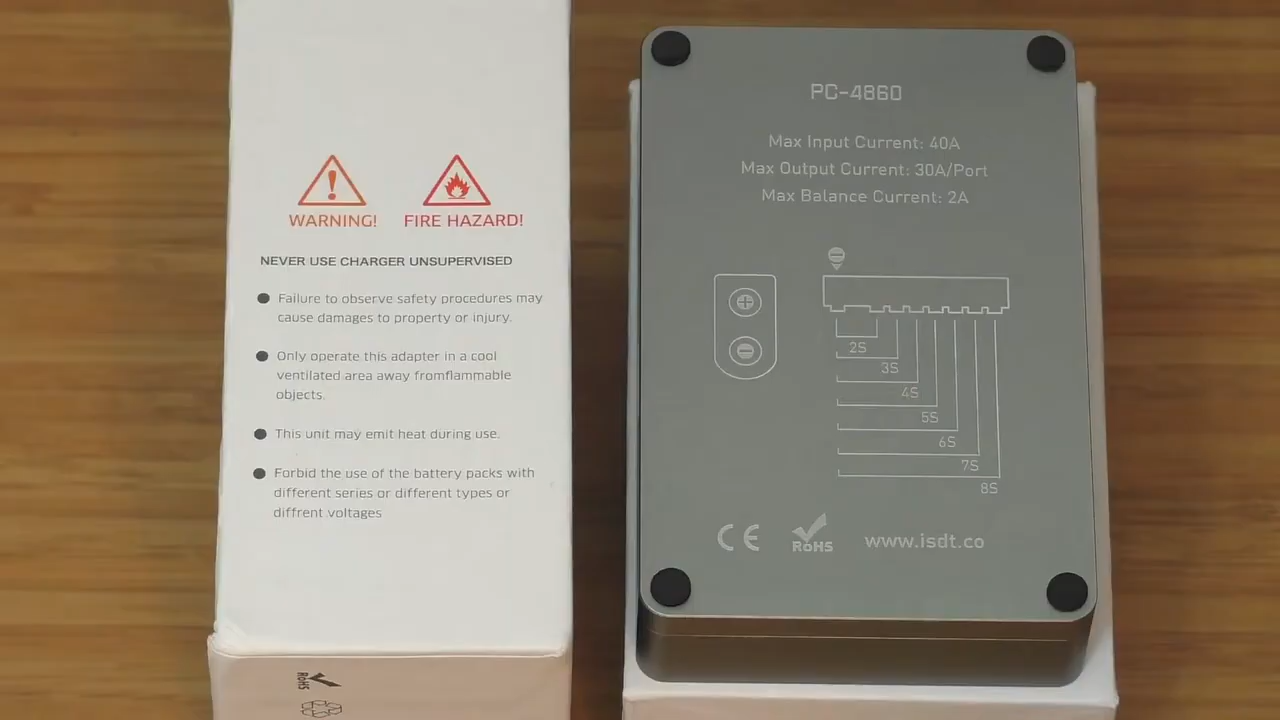 WARNING!
FIRE HAZARD!
NEVER USE CHARGER UNSUPERVISED
Failure to observe safety procedures may
cause damages to property or injury.
Only operate this adapter in a cool
ventilated area away fromflammable
objects.
This unit may emit heat during use.
Forbid the use of the battery packs with
different series or different types or
diffrent voltages
RoHS
PC-4860
Max Input Current: 40A
Max Output Current: 30A/Port
Max Balance Current: 2A
2S
3S
4S
5S
6S
7S
8S
CE
RoHS
www.isdt.co